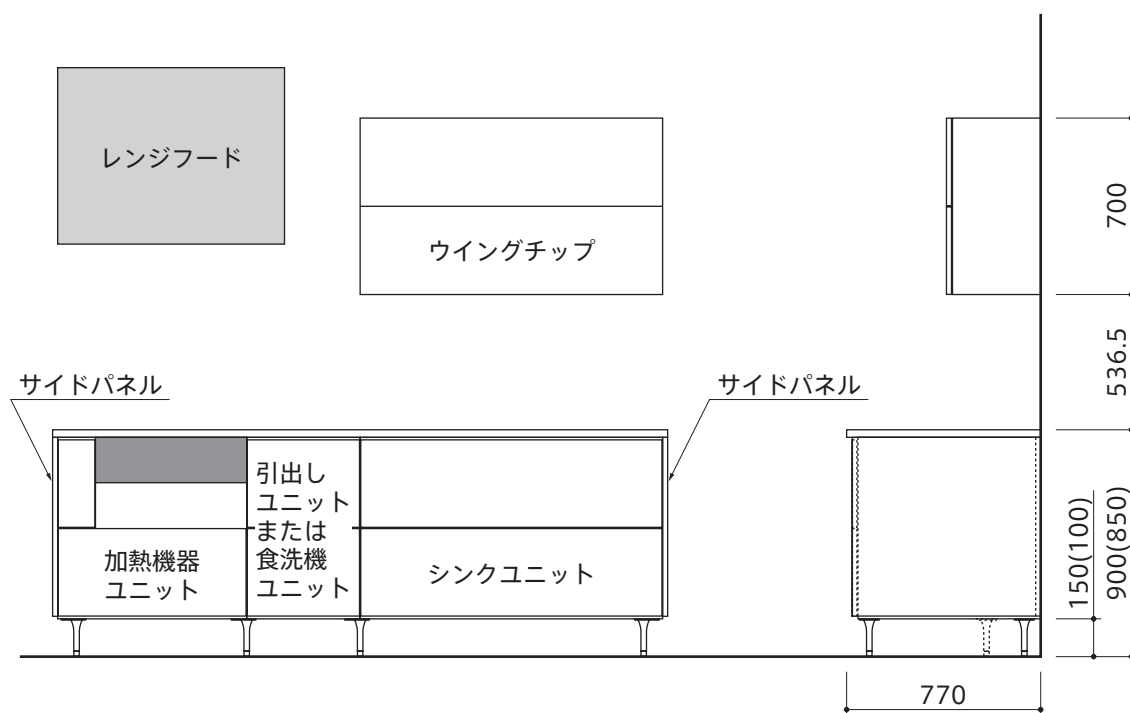 レンジフード
ウイングチップ
700
536.5
サイドパネル
サイドパネル
引出し
ユニット
または
食洗機
ユニット
加熱機器
ユニット
シンクユニット
150(100)
900(850)
770